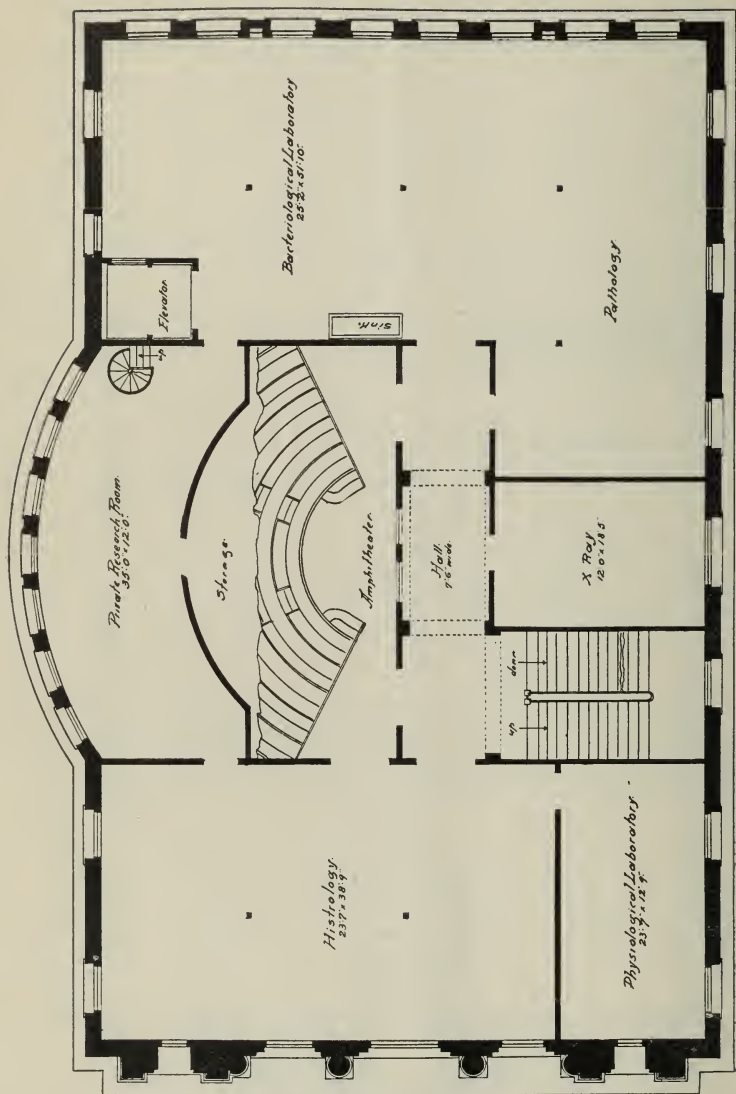 Private Research Room.
35'.0" x 12'.0"
Elevator.
up
Bacteriological Laboratory
25'.2" x 51'.10"
Sink.
Storage.
Amphitheater.
Hall.
9'.6" wide.
Pathology
X Ray
12'.0" x 18'.5"
up
down
Histrology.
23'.7" x 38'.9"
Physiological Laboratory
23'.7" x 12'.9"